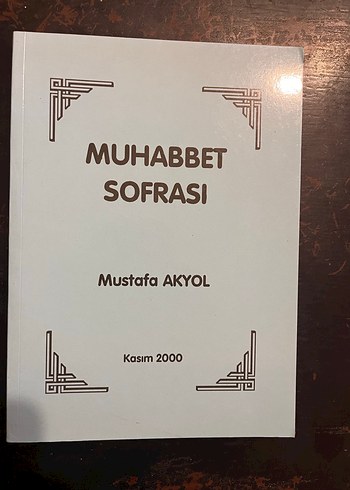 MUHABBET
SOFRASI
Mustafa AKYOL
Kasım 2000